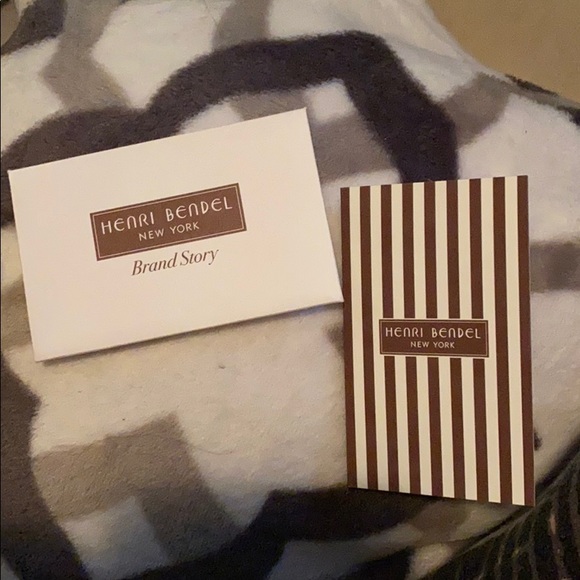 HENRI BENDEL
NEW YORK
Brand Story
HENRI BENDEL
NEW YORK